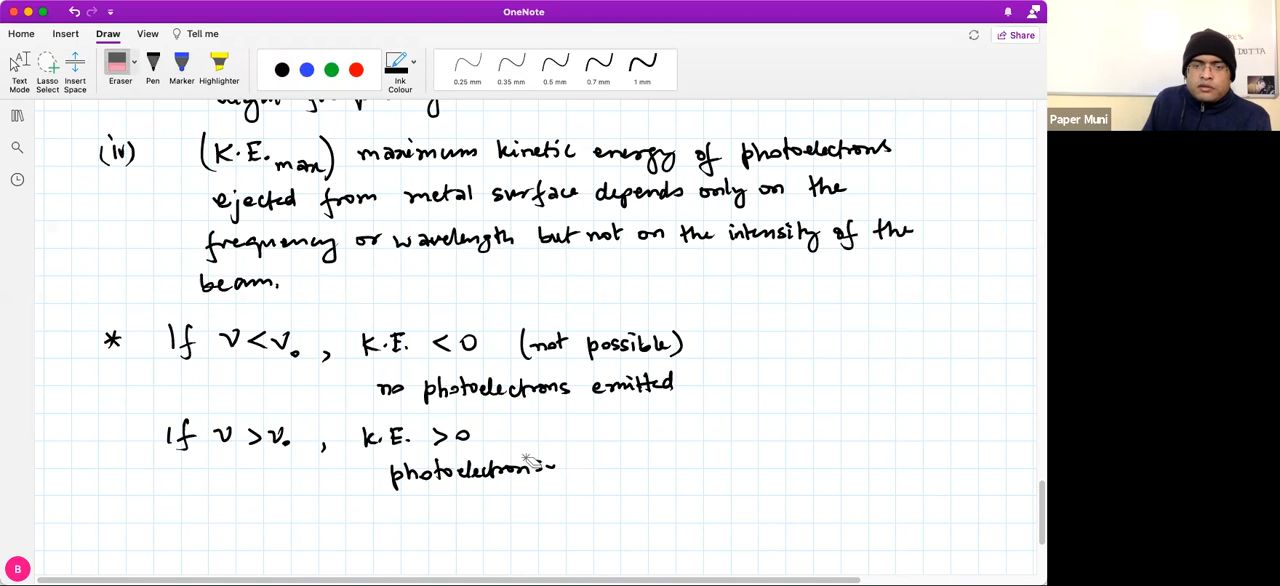 OneNote
Home Insert Draw View Tell me
Share
Text Mode
Lasso Select
Insert Space
Eraser
Pen
Marker
Highlighter
Ink Colour
0.25 mm 0.35 mm 0.5 mm 0.7 mm 1 mm
DUTTA
Paper Muni
(iv) (K.E. max) maximum kinetic energy of photoelectrons
ejected from metal surface depends only on the
frequency or wavelength but not on the intensity of the
beam.
* If ν < ν₀ , K.E. < 0 (not possible)
no photoelectrons emitted
If ν > ν₀ , K.E. > 0
photoelectron
B